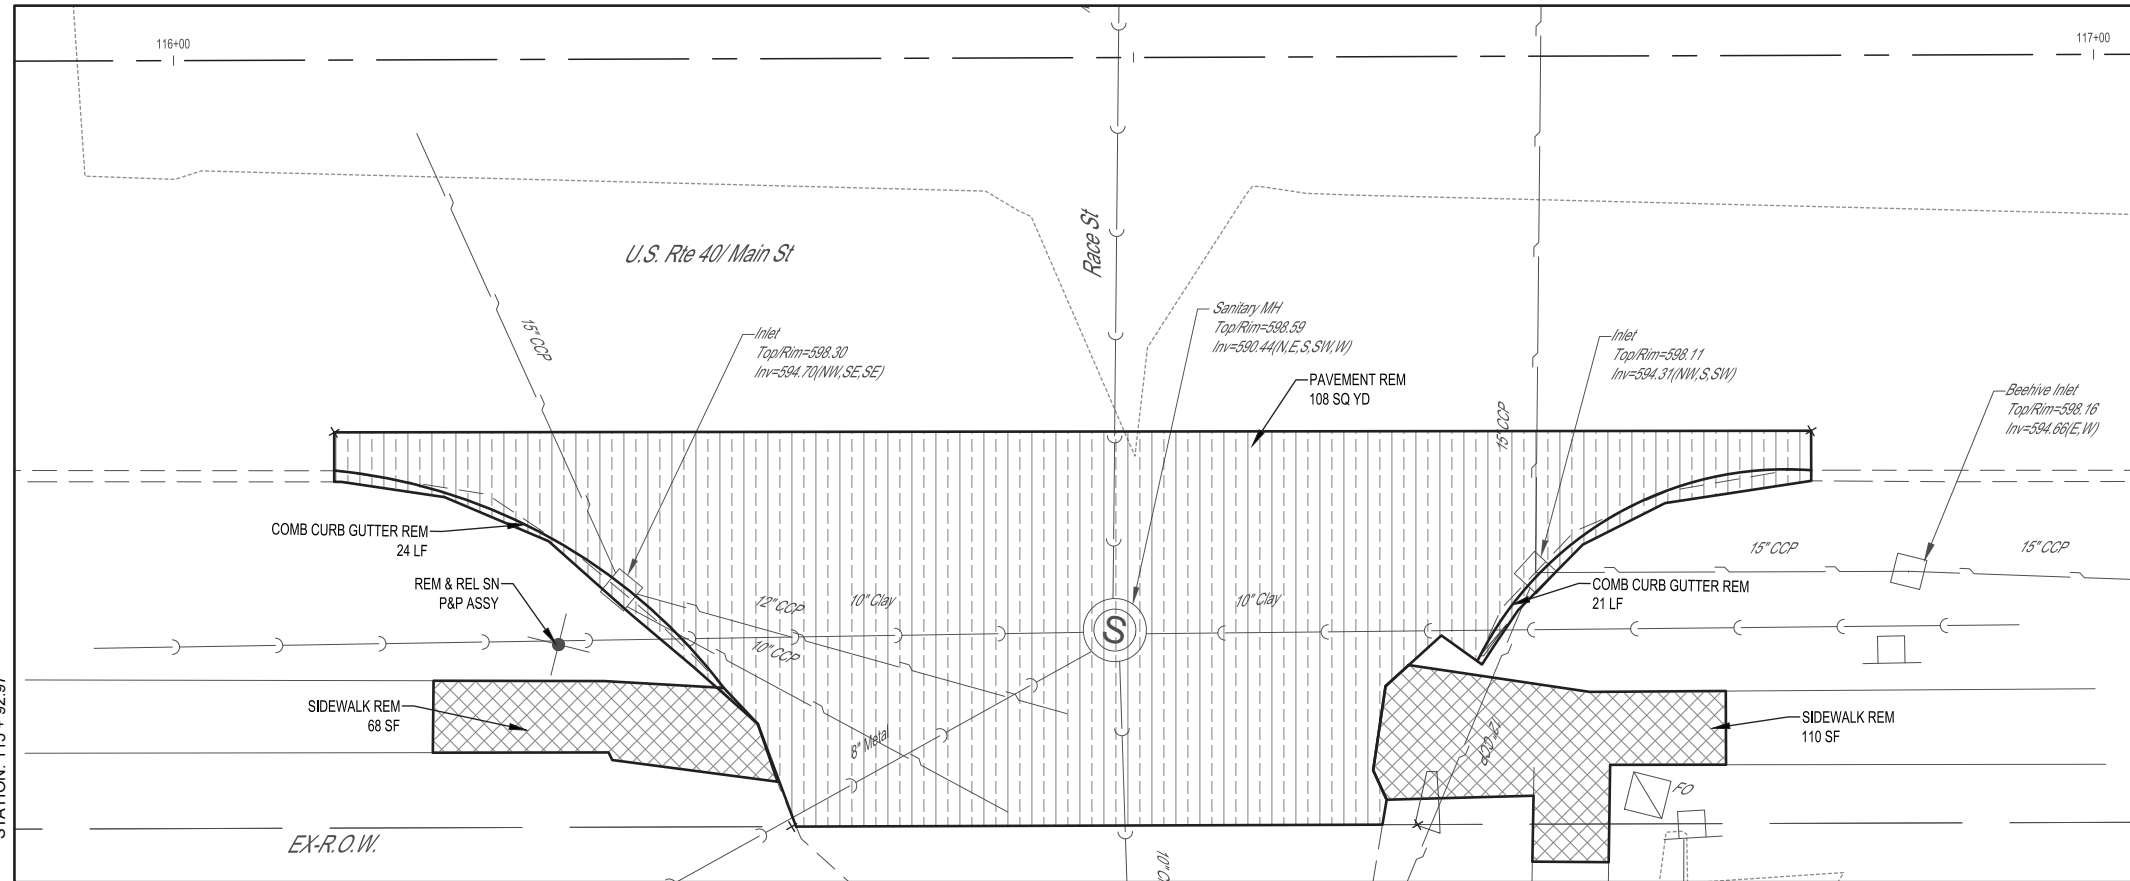 116+00
117+00
U.S. Rte 40/ Main St
Race St
15" CCP
Inlet
Top/Rim=598.30
Inv=594.70(NW,SE,SE)
Sanitary MH
Top/Rim=598.59
Inv=590.44(N,E,S,SW,W)
PAVEMENT REM
108 SQ YD
Inlet
Top/Rim=598.11
Inv=594.31(NW,S,SW)
Beehive Inlet
Top/Rim=598.16
Inv=594.66(E,W)
15" CCP
COMB CURB GUTTER REM
24 LF
REM & REL SN
P&P ASSY
12" CCP
10" Clay
10" CCP
S
10" Clay
15" CCP
15" CCP
COMB CURB GUTTER REM
21 LF
SIDEWALK REM
68 SF
8" Metal
12" CCP
SIDEWALK REM
110 SF
FO
EX-R.O.W.